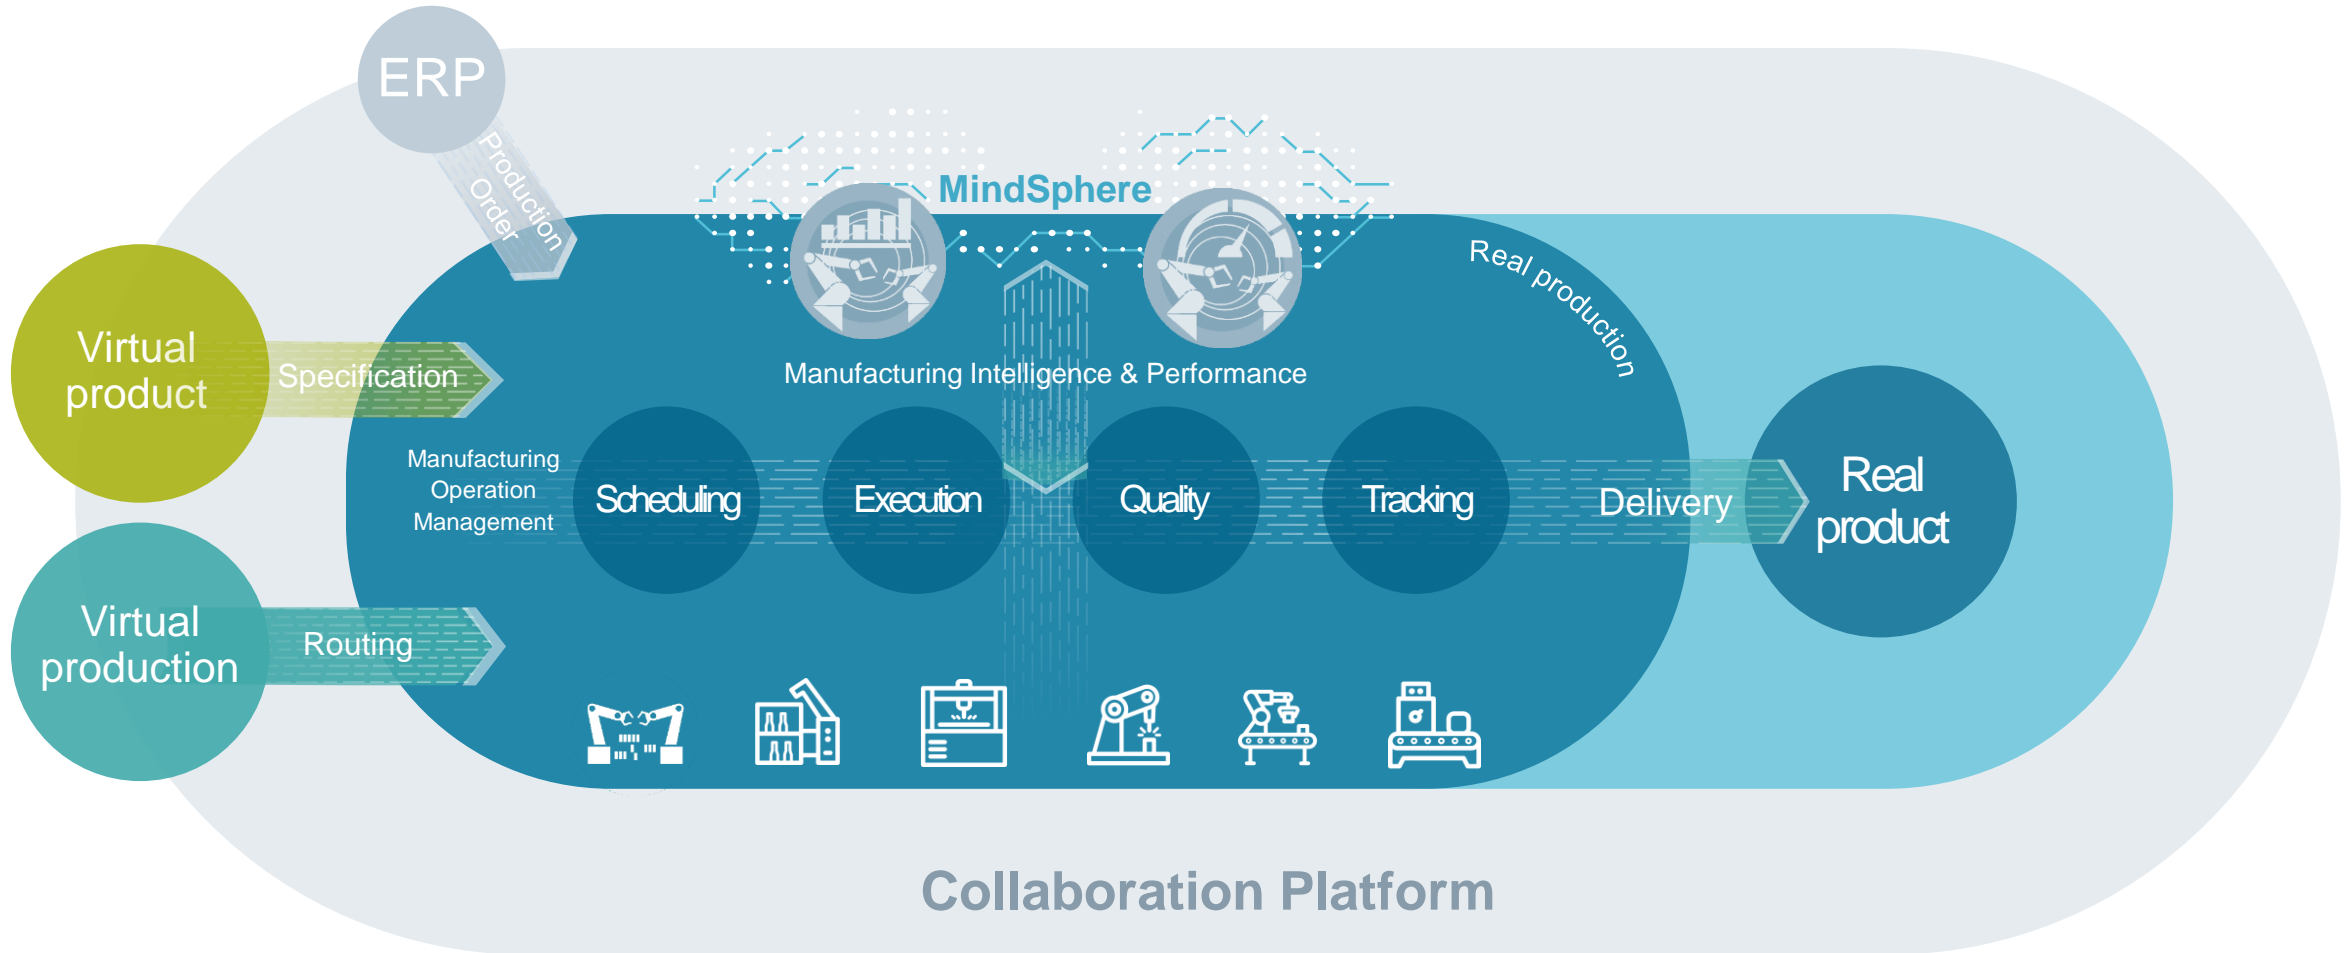 ERP
Production
Order
MindSphere
Real production
Virtual
product
Specification
Manufacturing Intelligence & Performance
Manufacturing
Operation
Management
Scheduling
Execution
Quality
Tracking
Delivery
Real
product
Virtual
production
Routing
Collaboration Platform